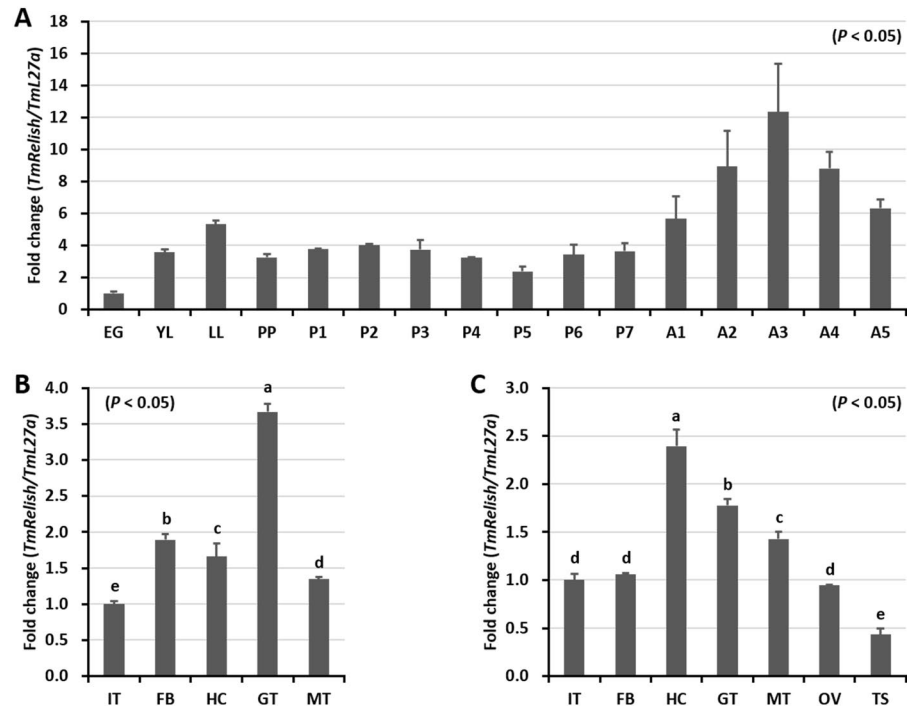 A
Fold change (TmRelish/TmL27a)
18
16
14
12
10
8
6
4
2
0
(P < 0.05)
EG YL LL PP P1 P2 P3 P4 P5 P6 P7 A1 A2 A3 A4 A5
B
Fold change (TmRelish/TmL27a)
4.0
3.5
3.0
2.5
2.0
1.5
1.0
0.5
0.0
(P < 0.05)
e b c a d
IT FB HC GT MT
C
Fold change (TmRelish/TmL27a)
3.0
2.5
2.0
1.5
1.0
0.5
0.0
(P < 0.05)
d d a b c d e
IT FB HC GT MT OV TS